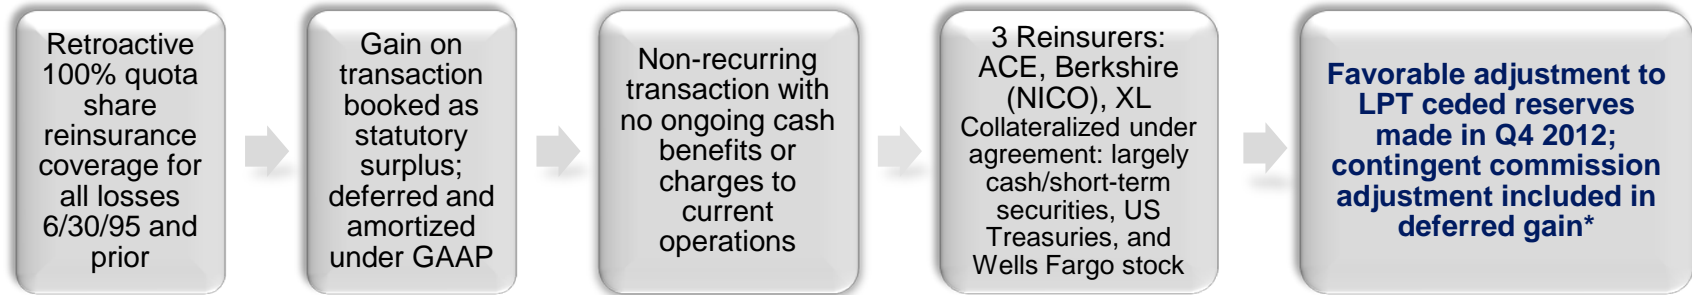 Retroactive
100% quota
share
reinsurance
coverage for
all losses
6/30/95 and
prior
Gain on
transaction
booked as
statutory
surplus;
deferred and
amortized
under GAAP
Non-recurring
transaction with
no ongoing cash
benefits or
charges to
current
operations
3 Reinsurers:
ACE, Berkshire
(NICO), XL
Collateralized under
agreement: largely
cash/short-term
securities, US
Treasuries, and
Wells Fargo stock
Favorable adjustment to
LPT ceded reserves
made in Q4 2012;
contingent commission
adjustment included in
deferred gain*